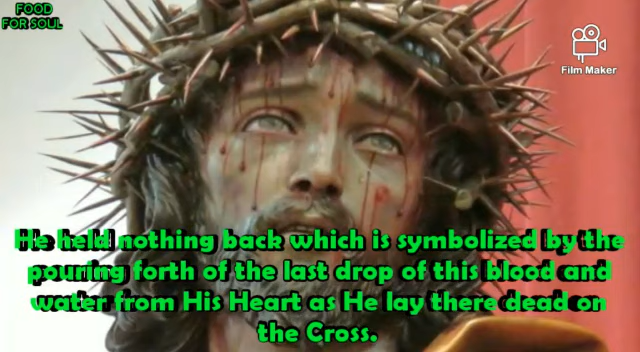 FOOD
FOR SOUL
Film Maker
He held nothing back which is symbolized by the
pouring forth of the last drop of this blood and
water from His Heart as He lay there dead on
the Cross.